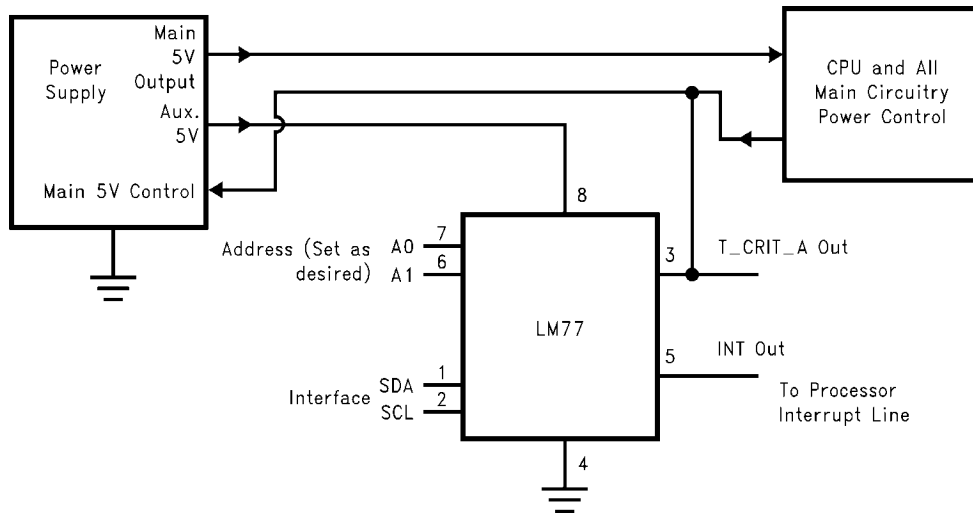 Main
5V
Output
Power
Supply
Aux.
5V
Main 5V Control
CPU and All
Main Circuitry
Power Control
8
Address (Set as
desired)
A0
7
A1
6
3
T_CRIT_A Out
LM77
5
INT Out
Interface
SDA
1
SCL
2
To Processor
Interrupt Line
4